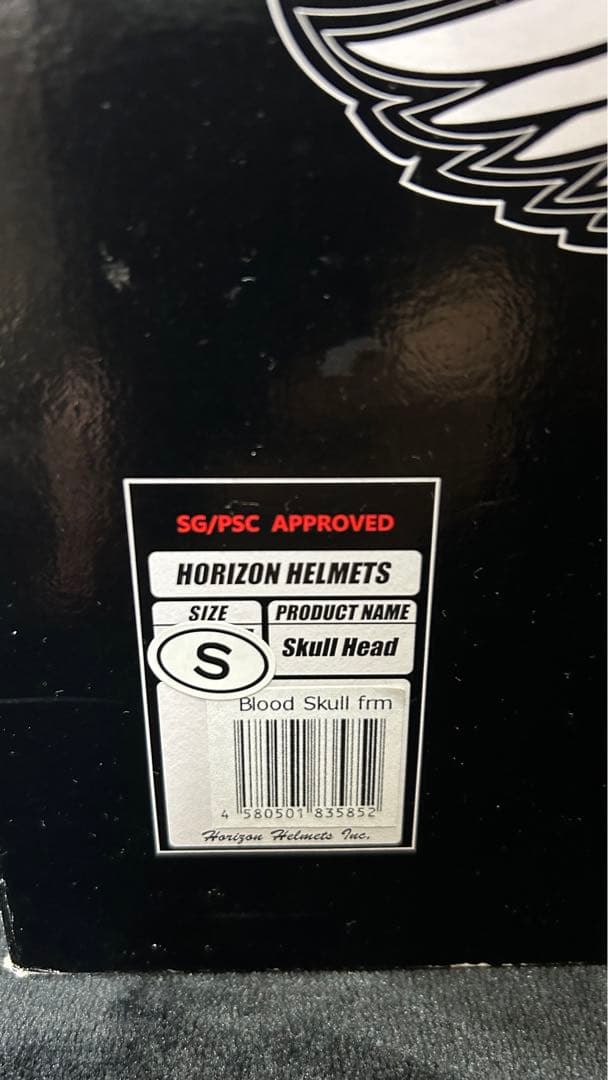 SG/PSC APPROVED
HORIZON HELMETS
SIZE
PRODUCT NAME
S
Skull Head
Blood Skull frm
4 580501 835852
Horizon Helmets Inc.